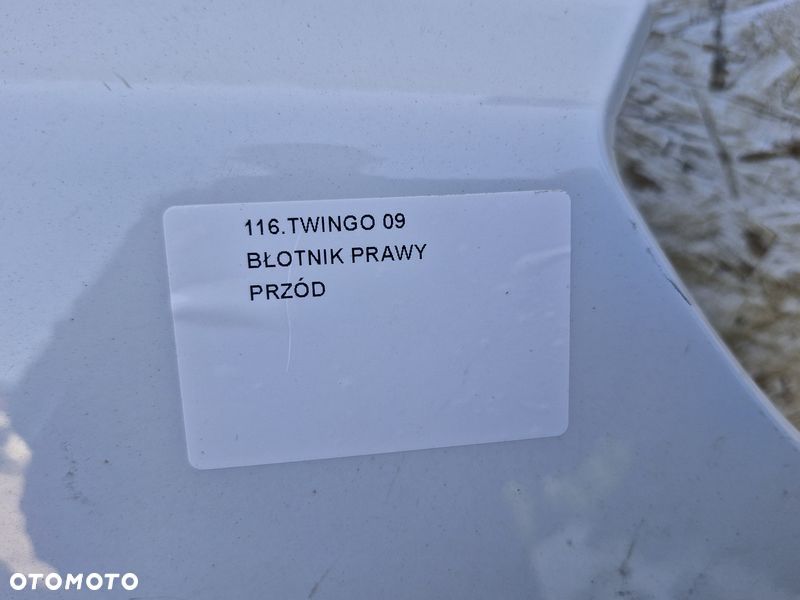 116.TWINGO 09
BŁOTNIK PRAWY
PRZÓD
OTOMOTO